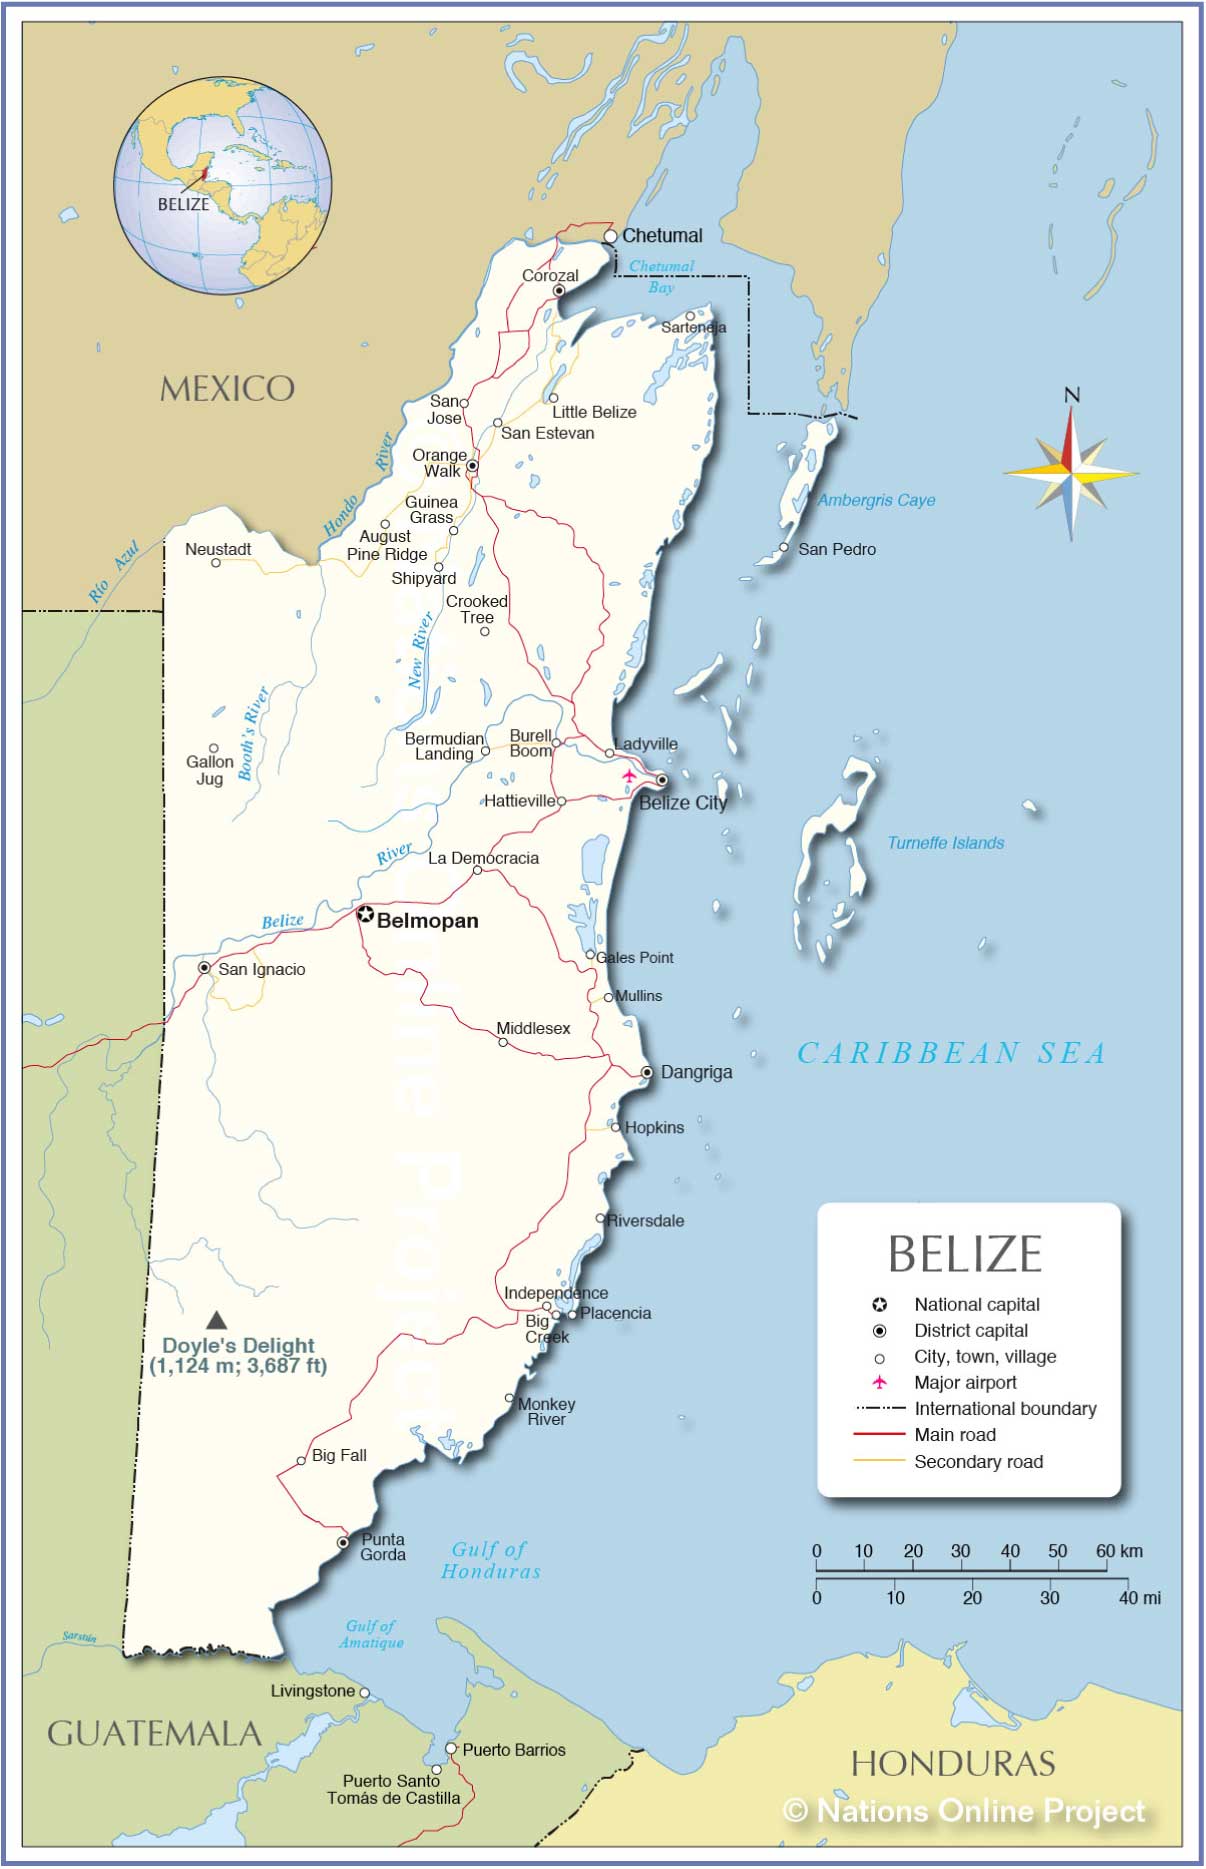 BELIZE
MEXICO
Chetumal
Chetumal
Bay
Corozal
Sarteneja
San
Jose
Little Belize
San Estevan
Orange
Walk
Hondo River
Guinea
Grass
August
Pine Ridge
Shipyard
Neustadt
Río Azul
Crooked
Tree
New River
Ambergris Caye
San Pedro
N
Booth's River
Gallon
Jug
Bermudian
Landing
Burell
Boom
Ladyville
Hattieville
Belize City
Turneffe Islands
La Democracia
Belize River
Belmopan
San Ignacio
Gales Point
Mullins
Middlesex
Dangriga
CARIBBEAN SEA
Hopkins
Riversdale
Independence
Big
Creek
Placencia
Doyle's Delight
(1,124 m; 3,687 ft)
Monkey
River
Big Fall
Punta
Gorda
Gulf of
Honduras
Gulf of
Amatique
Sarstún
Livingstone
GUATEMALA
Puerto Barrios
Puerto Santo
Tomás de Castilla
HONDURAS
BELIZE
National capital
District capital
City, town, village
Major airport
International boundary
Main road
Secondary road
0 10 20 30 40 50 60 km
0 10 20 30 40 mi
© Nations Online Project